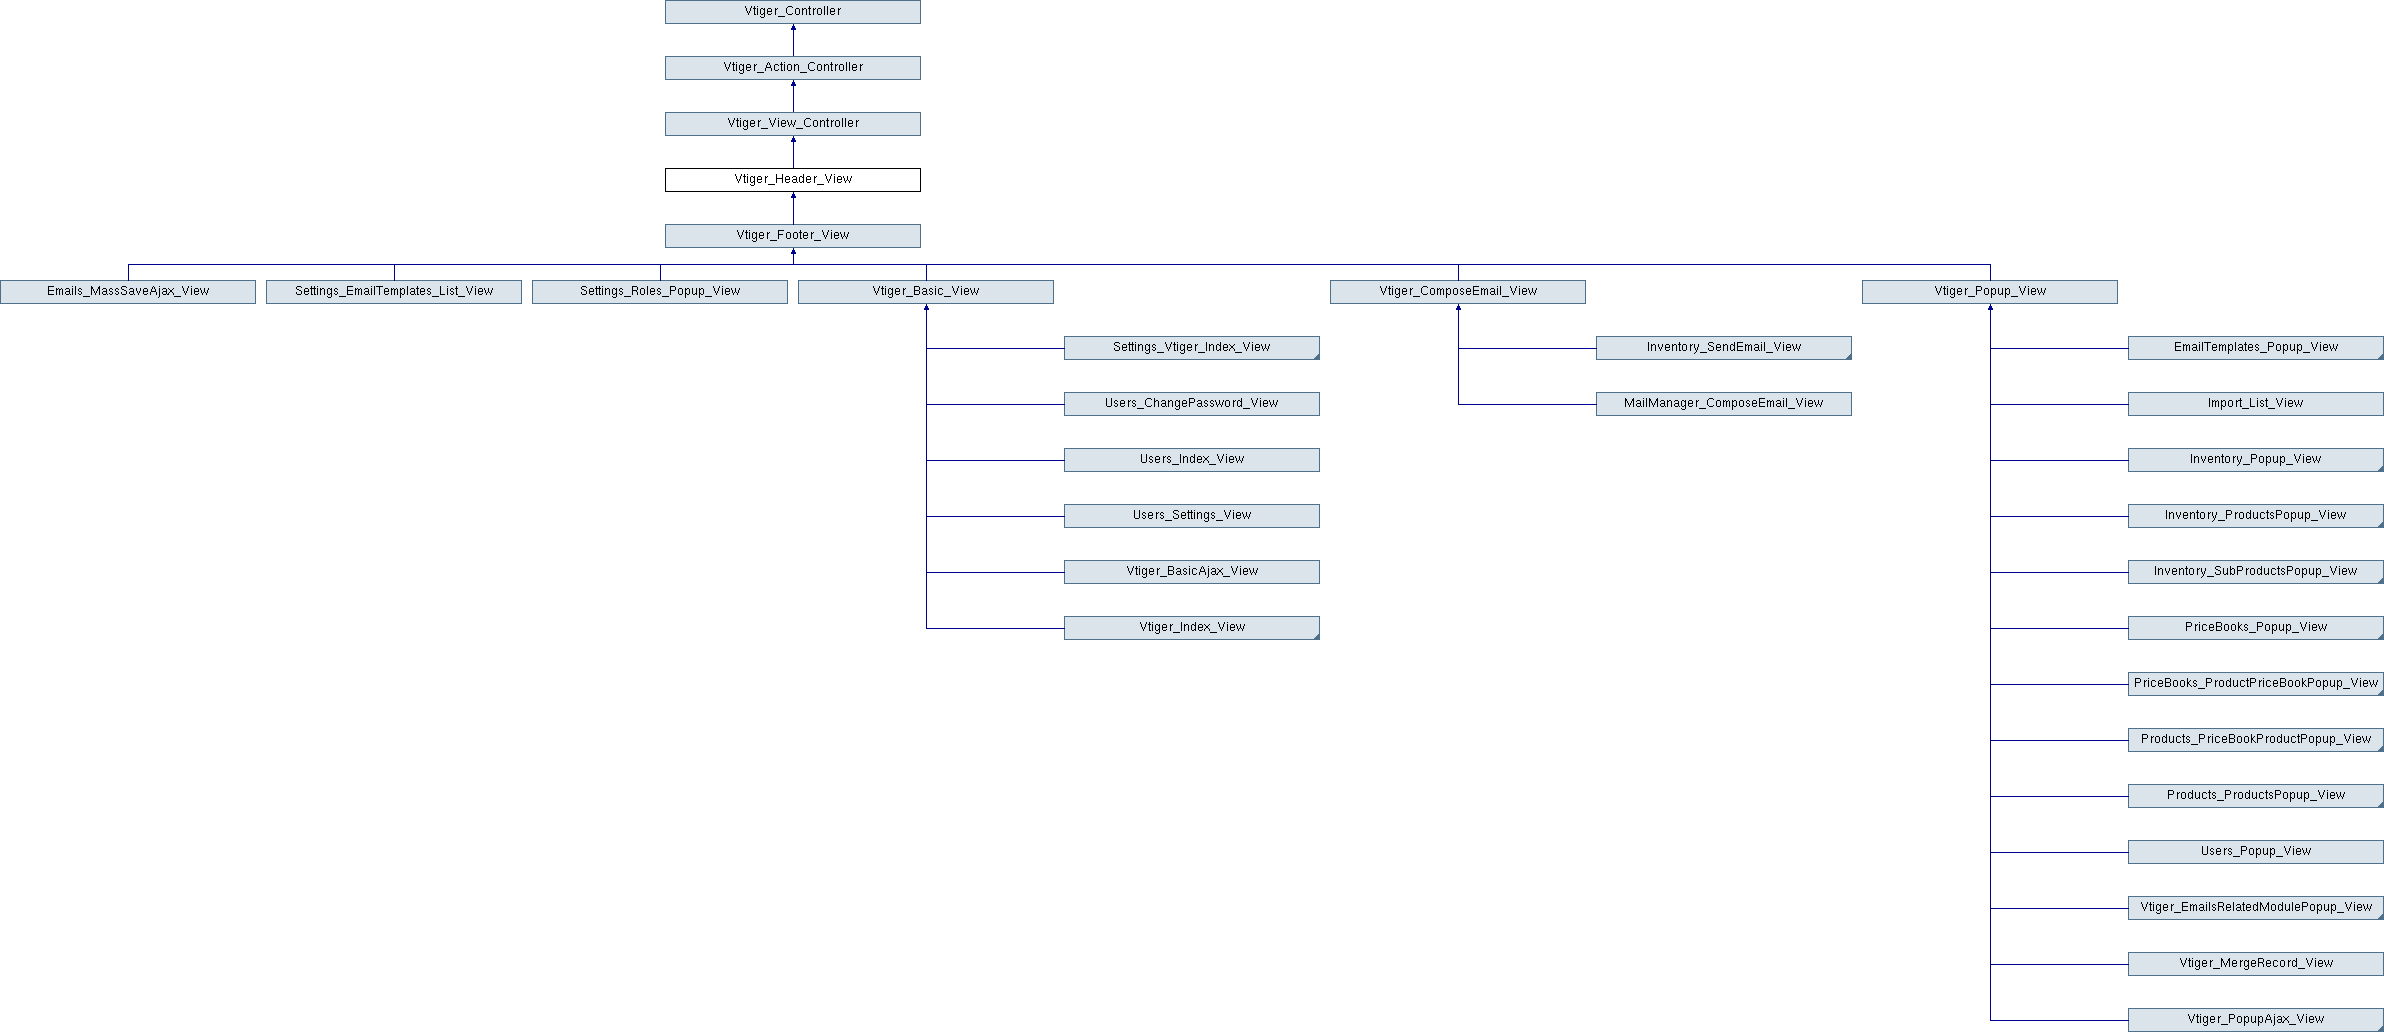 Vtiger_Controller
Vtiger_Action_Controller
Vtiger_View_Controller
Vtiger_Header_View
Vtiger_Footer_View
Emails_MassSaveAjax_View
Settings_EmailTemplates_List_View
Settings_Roles_Popup_View
Vtiger_Basic_View
Vtiger_ComposeEmail_View
Vtiger_Popup_View
Settings_Vtiger_Index_View
Users_ChangePassword_View
Users_Index_View
Users_Settings_View
Vtiger_BasicAjax_View
Vtiger_Index_View
Inventory_SendEmail_View
MailManager_ComposeEmail_View
EmailTemplates_Popup_View
Import_List_View
Inventory_Popup_View
Inventory_ProductsPopup_View
Inventory_SubProductsPopup_View
PriceBooks_Popup_View
PriceBooks_ProductPriceBookPopup_View
Products_PriceBookProductPopup_View
Products_ProductsPopup_View
Users_Popup_View
Vtiger_EmailsRelatedModulePopup_View
Vtiger_MergeRecord_View
Vtiger_PopupAjax_View